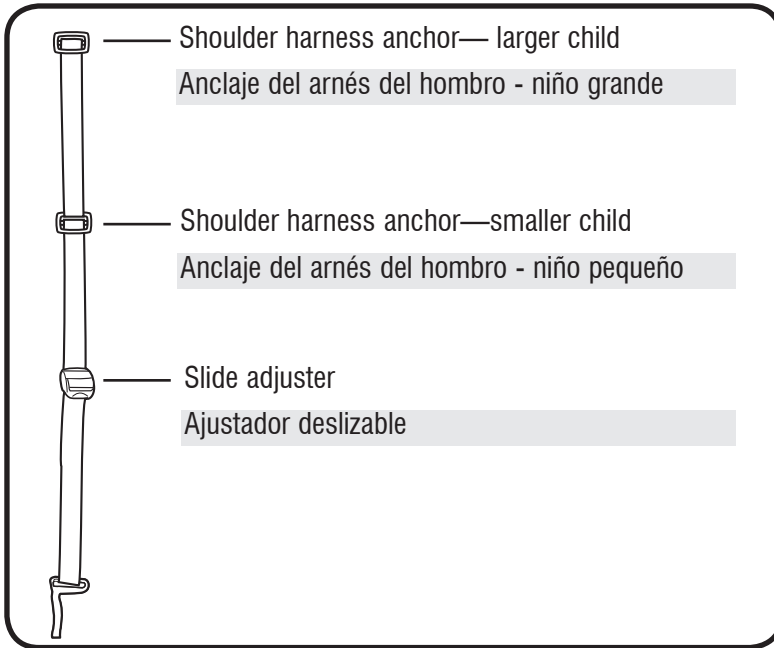 Shoulder harness anchor— larger child
Anclaje del arnés del hombro - niño grande
Shoulder harness anchor—smaller child
Anclaje del arnés del hombro - niño pequeño
Slide adjuster
Ajustador deslizable